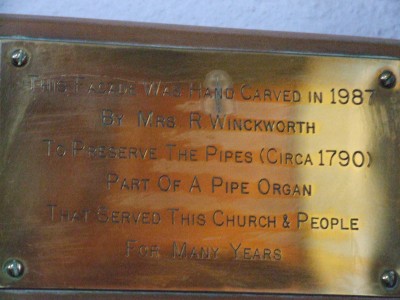 This Facade Was Hand Carved in 1987
By Mrs R Winckworth
To Preserve The Pipes (Circa 1790)
Part Of A Pipe Organ
That Served This Church & People
For Many Years